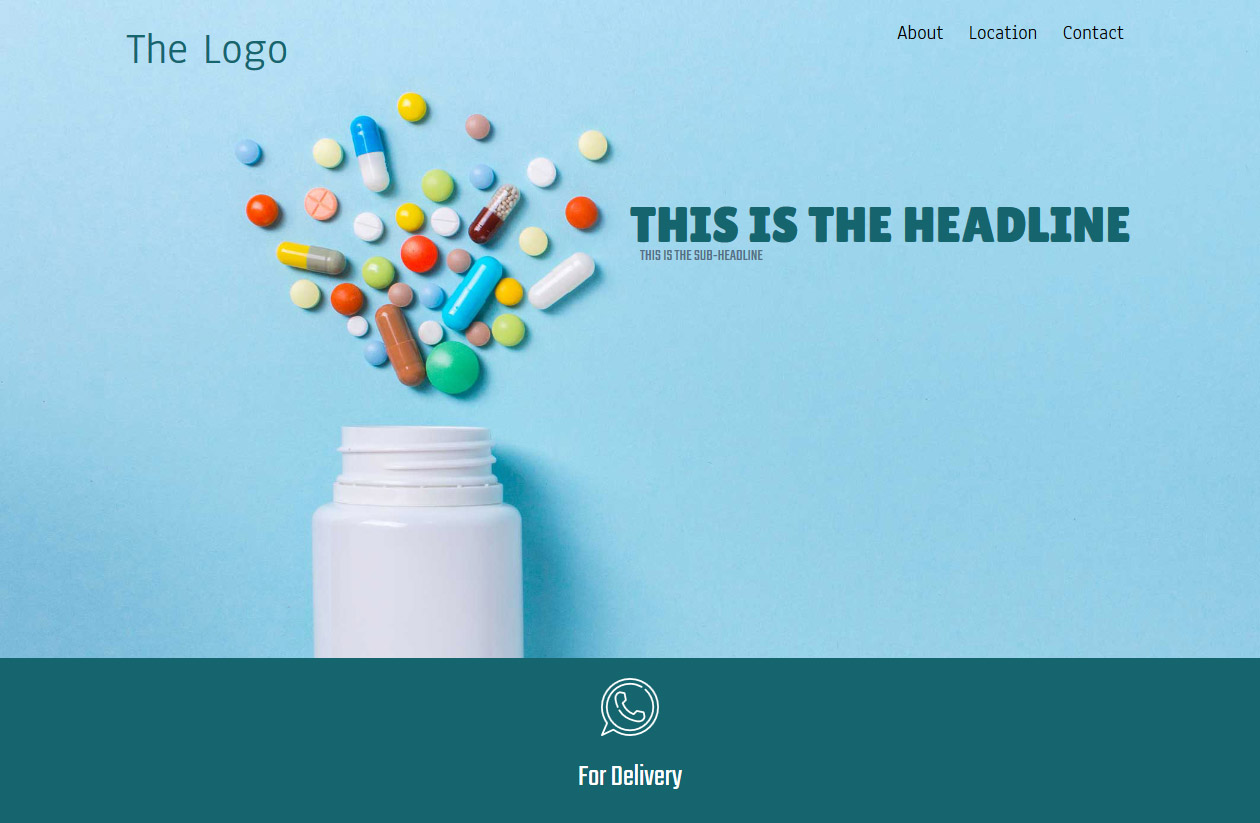 The Logo
About Location Contact
THIS IS THE HEADLINE
THIS IS THE SUB-HEADLINE
For Delivery